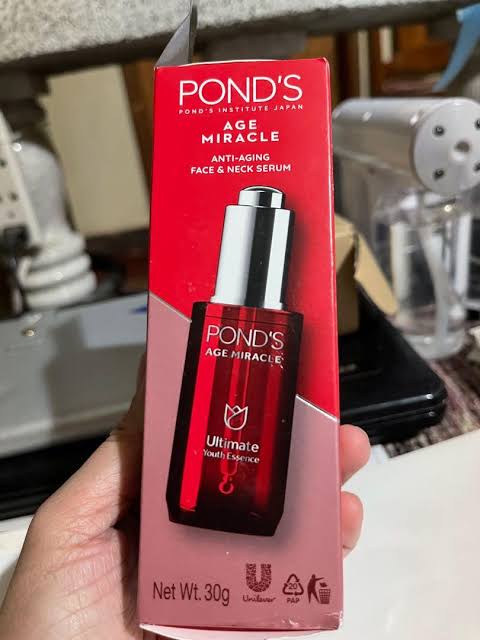 POND'S
POND'S INSTITUTE JAPAN
AGE
MIRACLE
ANTI-AGING
FACE & NECK SERUM
POND'S
AGE MIRACLE
Ultimate
Youth Essence
Net Wt. 30g
Unilever
20
PAP